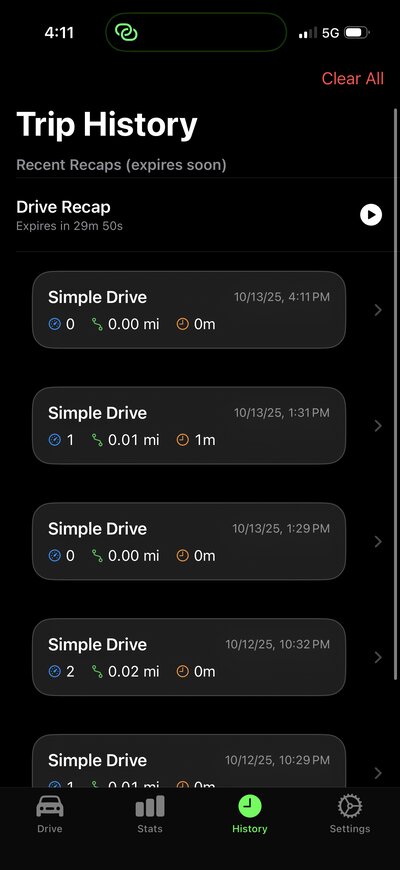 4:11
5G
Clear All
Trip History
Recent Recaps (expires soon)
Drive Recap
Expires in 29m 50s
Simple Drive 10/13/25, 4:11 PM
0 0.00 mi 0m
Simple Drive 10/13/25, 1:31 PM
1 0.01 mi 1m
Simple Drive 10/13/25, 1:29 PM
0 0.00 mi 0m
Simple Drive 10/12/25, 10:32 PM
2 0.02 mi 0m
Simple Drive 10/12/25, 10:29 PM
1 0.01 mi 0m
Drive Stats History Settings